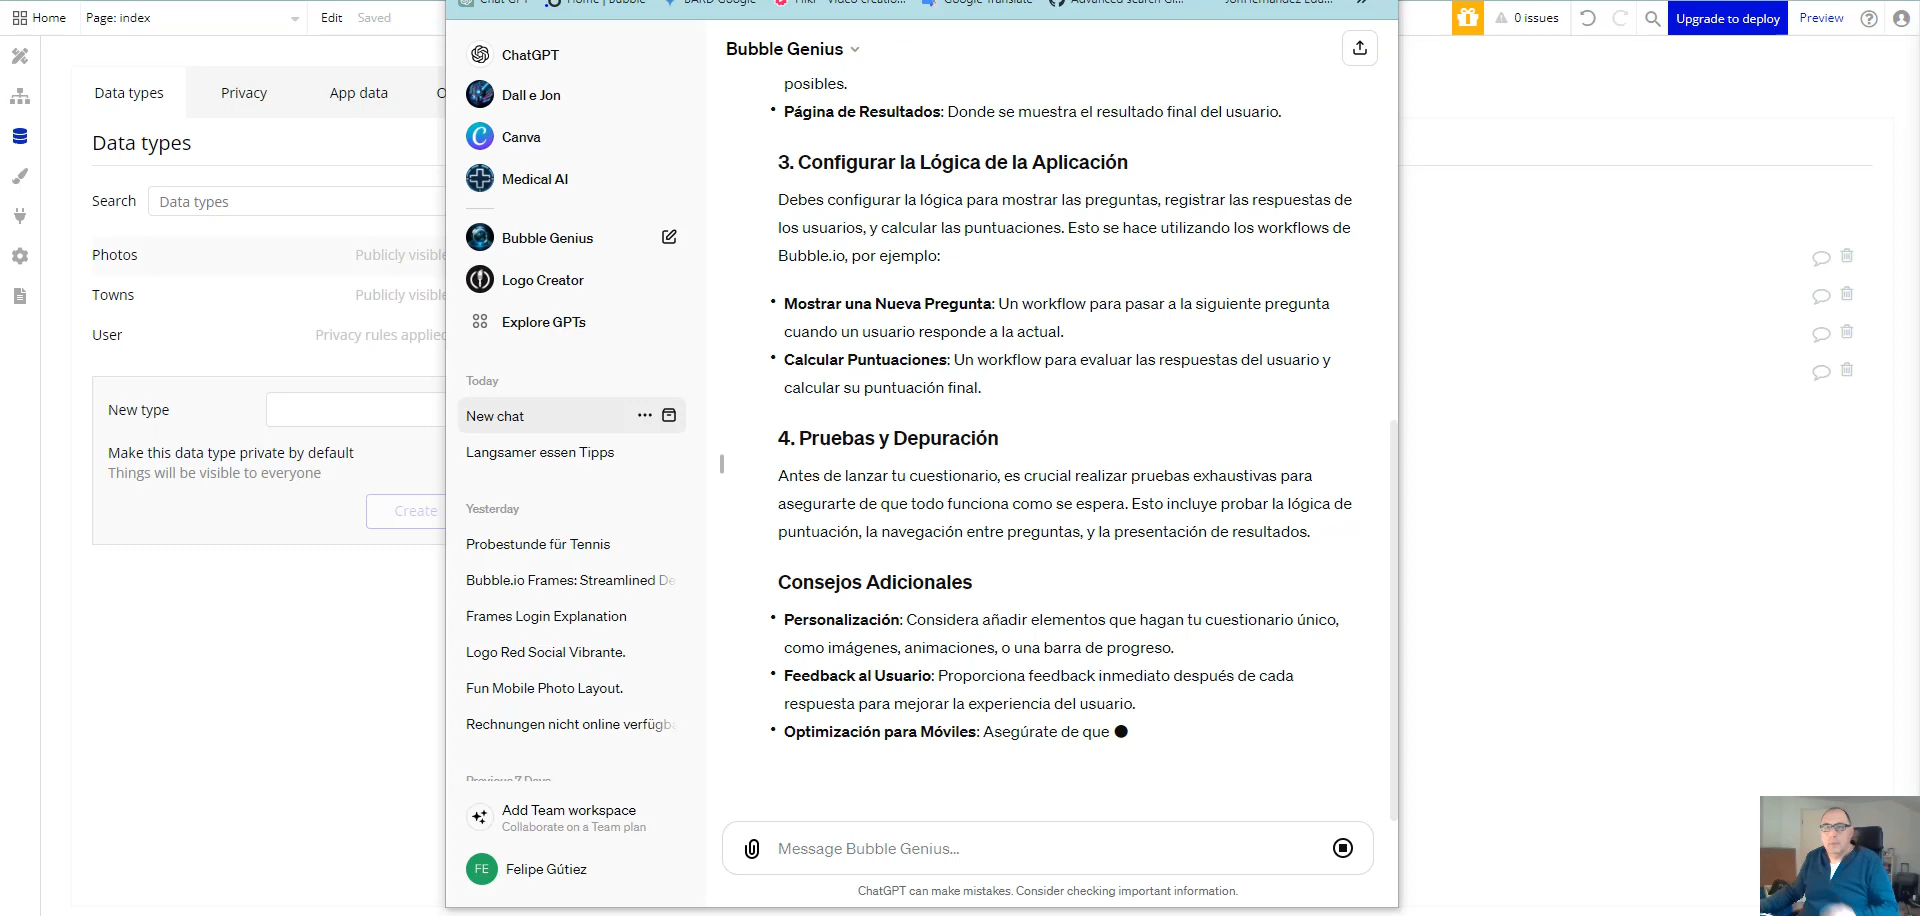 Home
Page: index
Edit
Saved
0 issues
Upgrade to deploy
Preview
Data types
Privacy
App data
Data types
Search
Data types
Photos
Publicly visible
Towns
Publicly visible
User
Privacy rules applied
New type
Make this data type private by default
Things will be visible to everyone
Create
ChatGPT
Dall e Jon
Canva
Medical AI
Bubble Genius
Logo Creator
Explore GPTs
Today
New chat
Langsamer essen Tipps
Yesterday
Probestunde für Tennis
Bubble.io Frames: Streamlined De
Frames Login Explanation
Logo Red Social Vibrante.
Fun Mobile Photo Layout.
Rechnungen nicht online verfügba
Previous 7 Days
Add Team workspace
Collaborate on a Team plan
FE
Felipe Gútiez
Bubble Genius
posibles.
• Página de Resultados: Donde se muestra el resultado final del usuario.
3. Configurar la Lógica de la Aplicación
Debes configurar la lógica para mostrar las preguntas, registrar las respuestas de
los usuarios, y calcular las puntuaciones. Esto se hace utilizando los workflows de
Bubble.io, por ejemplo:
• Mostrar una Nueva Pregunta: Un workflow para pasar a la siguiente pregunta
cuando un usuario responde a la actual.
• Calcular Puntuaciones: Un workflow para evaluar las respuestas del usuario y
calcular su puntuación final.
4. Pruebas y Depuración
Antes de lanzar tu cuestionario, es crucial realizar pruebas exhaustivas para
asegurarte de que todo funciona como se espera. Esto incluye probar la lógica de
puntuación, la navegación entre preguntas, y la presentación de resultados.
Consejos Adicionales
• Personalización: Considera añadir elementos que hagan tu cuestionario único,
como imágenes, animaciones, o una barra de progreso.
• Feedback al Usuario: Proporciona feedback inmediato después de cada
respuesta para mejorar la experiencia del usuario.
• Optimización para Móviles: Asegúrate de que
Message Bubble Genius...
ChatGPT can make mistakes. Consider checking important information.